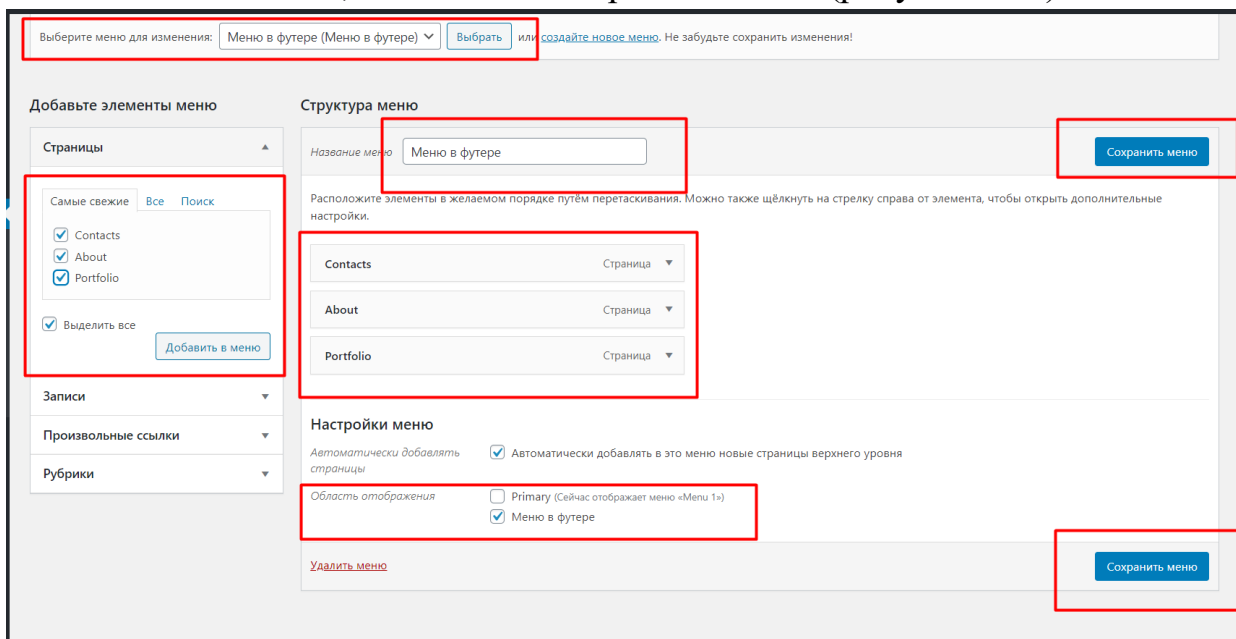 Выберите меню для изменения: Меню в футере (Меню в футере) Выбрать или создайте новое меню. Не забудьте сохранить изменения!
Добавьте элементы меню
Структура меню
Страницы
Название меню Меню в футере
Сохранить меню
Самые свежие Все Поиск
Contacts
About
Portfolio
Выделить все
Добавить в меню
Записи
Произвольные ссылки
Рубрики
Расположите элементы в желаемом порядке путём перетаскивания. Можно также щёлкнуть на стрелку справа от элемента, чтобы открыть дополнительные
настройки.
Contacts Страница
About Страница
Portfolio Страница
Настройки меню
Автоматически добавлять
страницы
Автоматически добавлять в это меню новые страницы верхнего уровня
Область отображения
Primary (Сейчас отображает меню «Menu 1»)
Меню в футере
Удалить меню
Сохранить меню